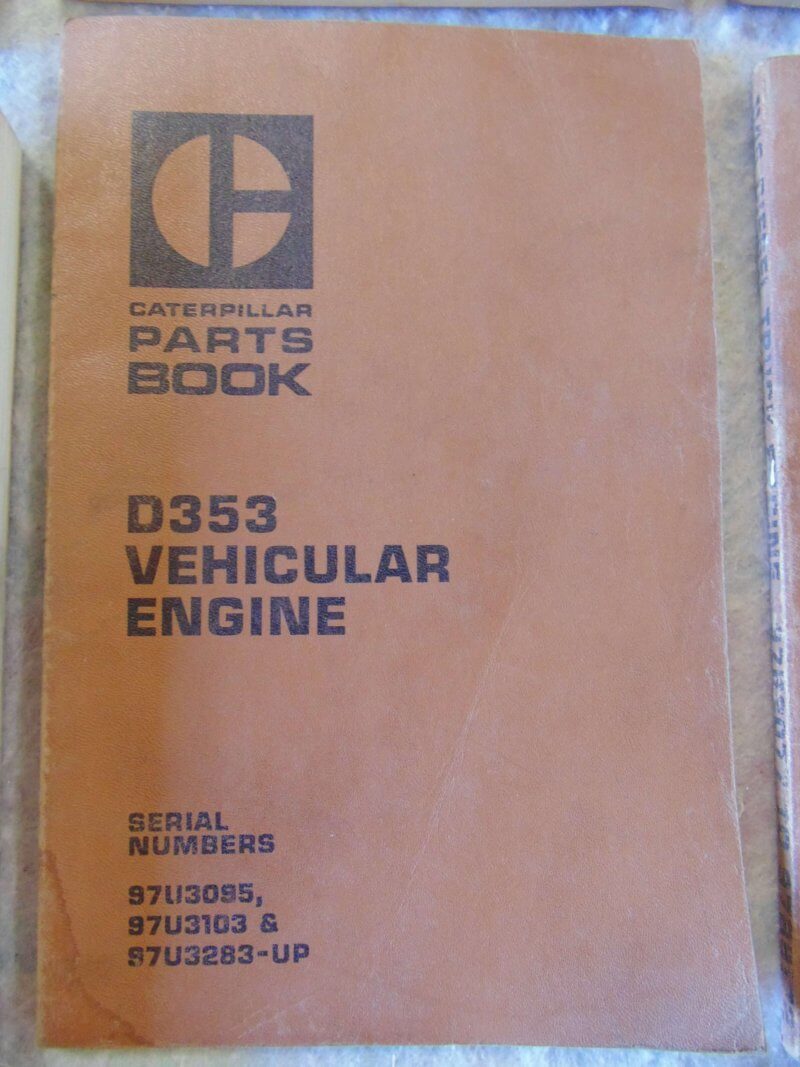 CATERPILLAR
PARTS
BOOK
D353
VEHICULAR
ENGINE
SERIAL
NUMBERS
97U3095,
97U3103 &
97U3283-UP